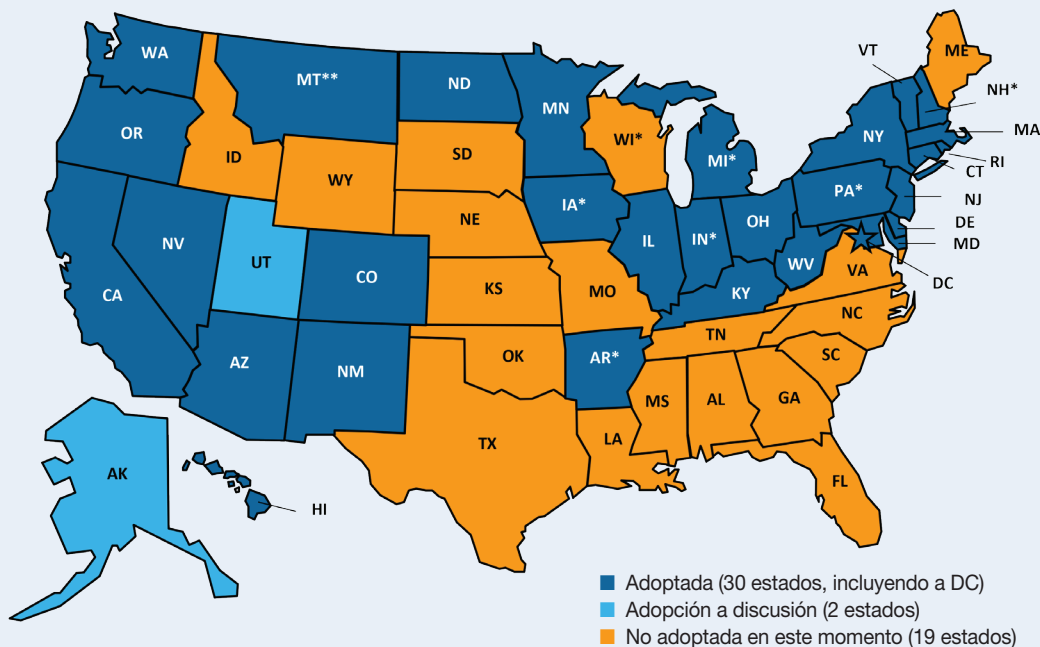 WA
MT**
ND
MN
VT
ME
NH*
MA
OR
ID
SD
WI*
NY
MI*
RI
CT
WY
IA*
PA*
NJ
NE
OH
DE
NV
UT
IL
IN*
MD
CO
WV
VA
DC
CA
KS
MO
KY
NC
TN
AZ
NM
OK
AR*
SC
MS
AL
GA
TX
LA
AK
FL
HI
Adoptada (30 estados, incluyendo a DC)
Adopción a discusión (2 estados)
No adoptada en este momento (19 estados)